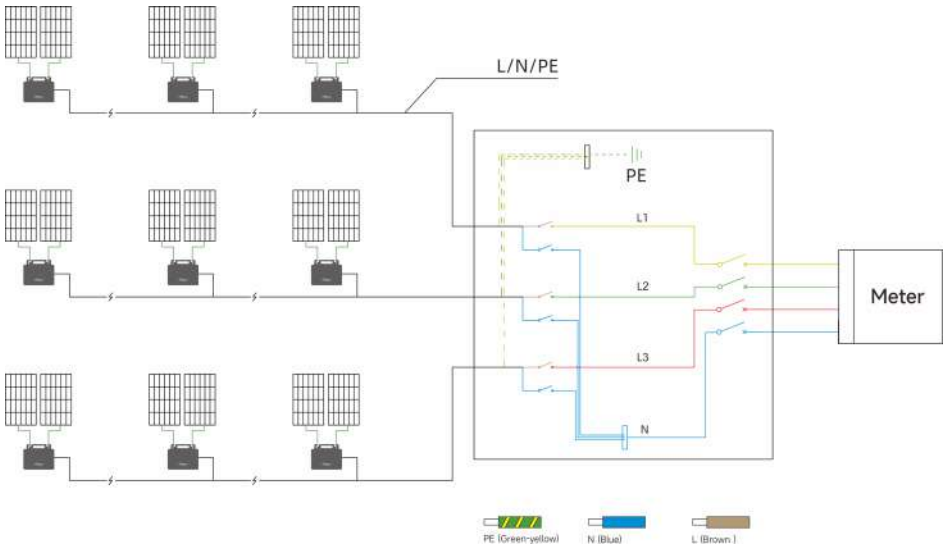 L/N/PE
PE
L1
L2
Meter
L3
N
PE (Green-yellow)
N (Blue)
L (Brown )